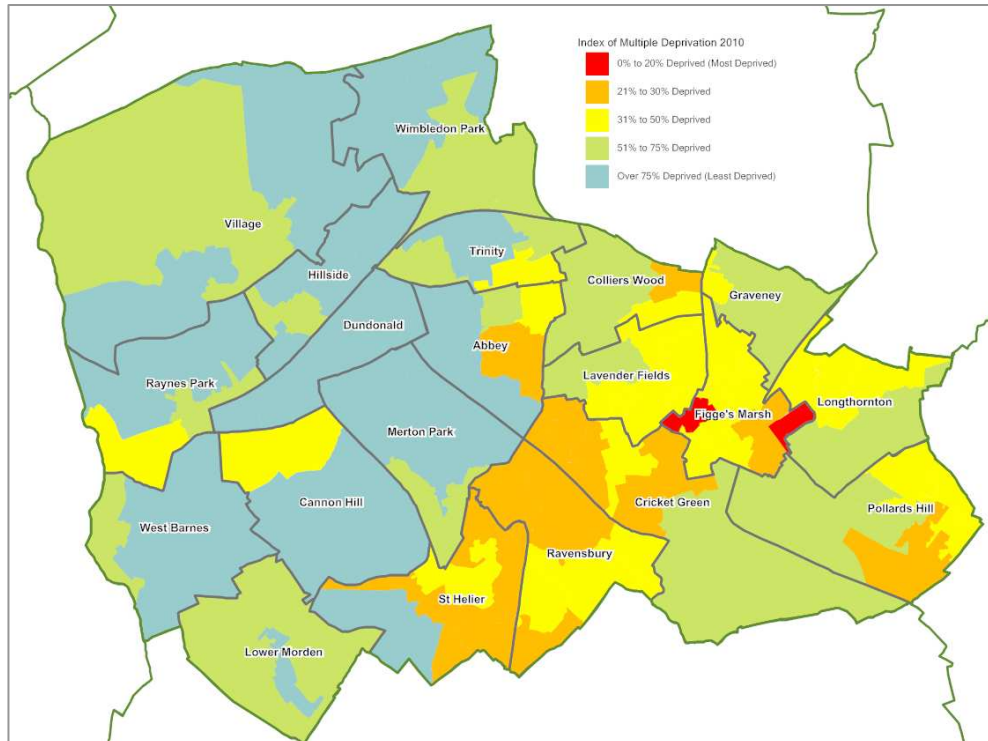 Index of Multiple Deprivation 2010
0% to 20% Deprived (Most Deprived)
21% to 30% Deprived
31% to 50% Deprived
51% to 75% Deprived
Over 75% Deprived (Least Deprived)
Wimbledon Park
Village
Trinity
Hillside
Colliers Wood
Graveney
Dundonald
Abbey
Lavender Fields
Raynes Park
Longthornton
Figge's Marsh
Merton Park
Cannon Hill
Cricket Green
Pollards Hill
West Barnes
Ravensbury
St Helier
Lower Morden